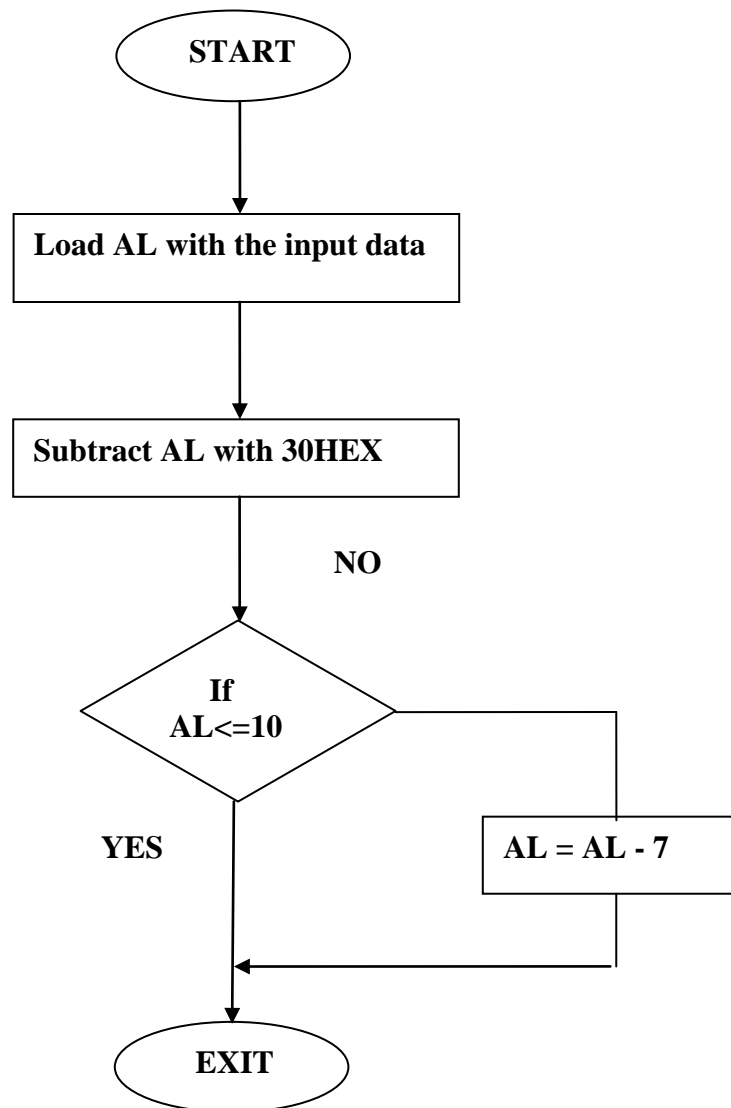 START
Load AL with the input data
Subtract AL with 30HEX
NO
If
AL<=10
YES
AL = AL - 7
EXIT